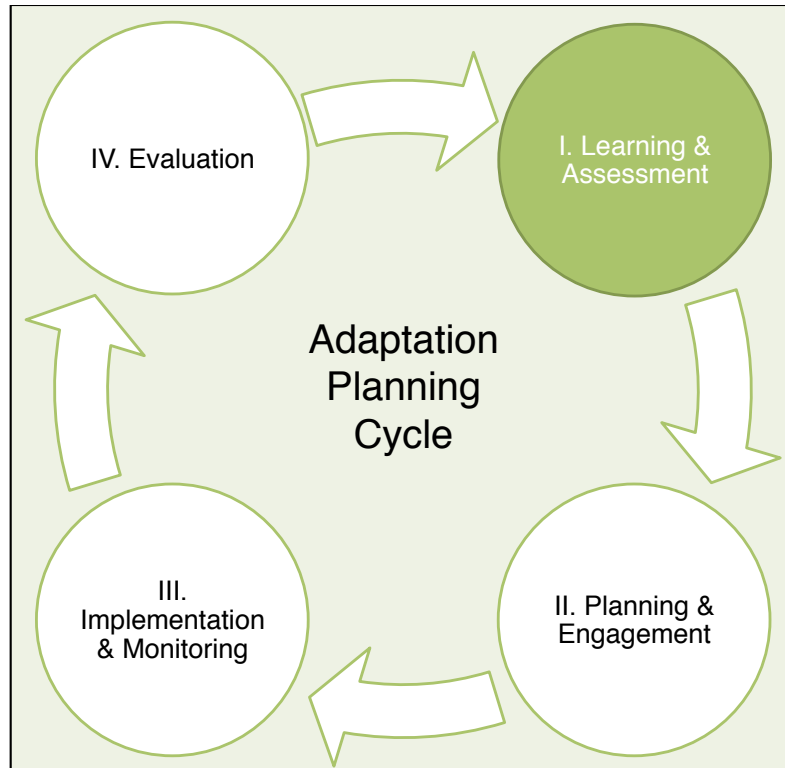 IV. Evaluation
I. Learning &
Assessment
Adaptation
Planning
Cycle
III.
Implementation
& Monitoring
II. Planning &
Engagement